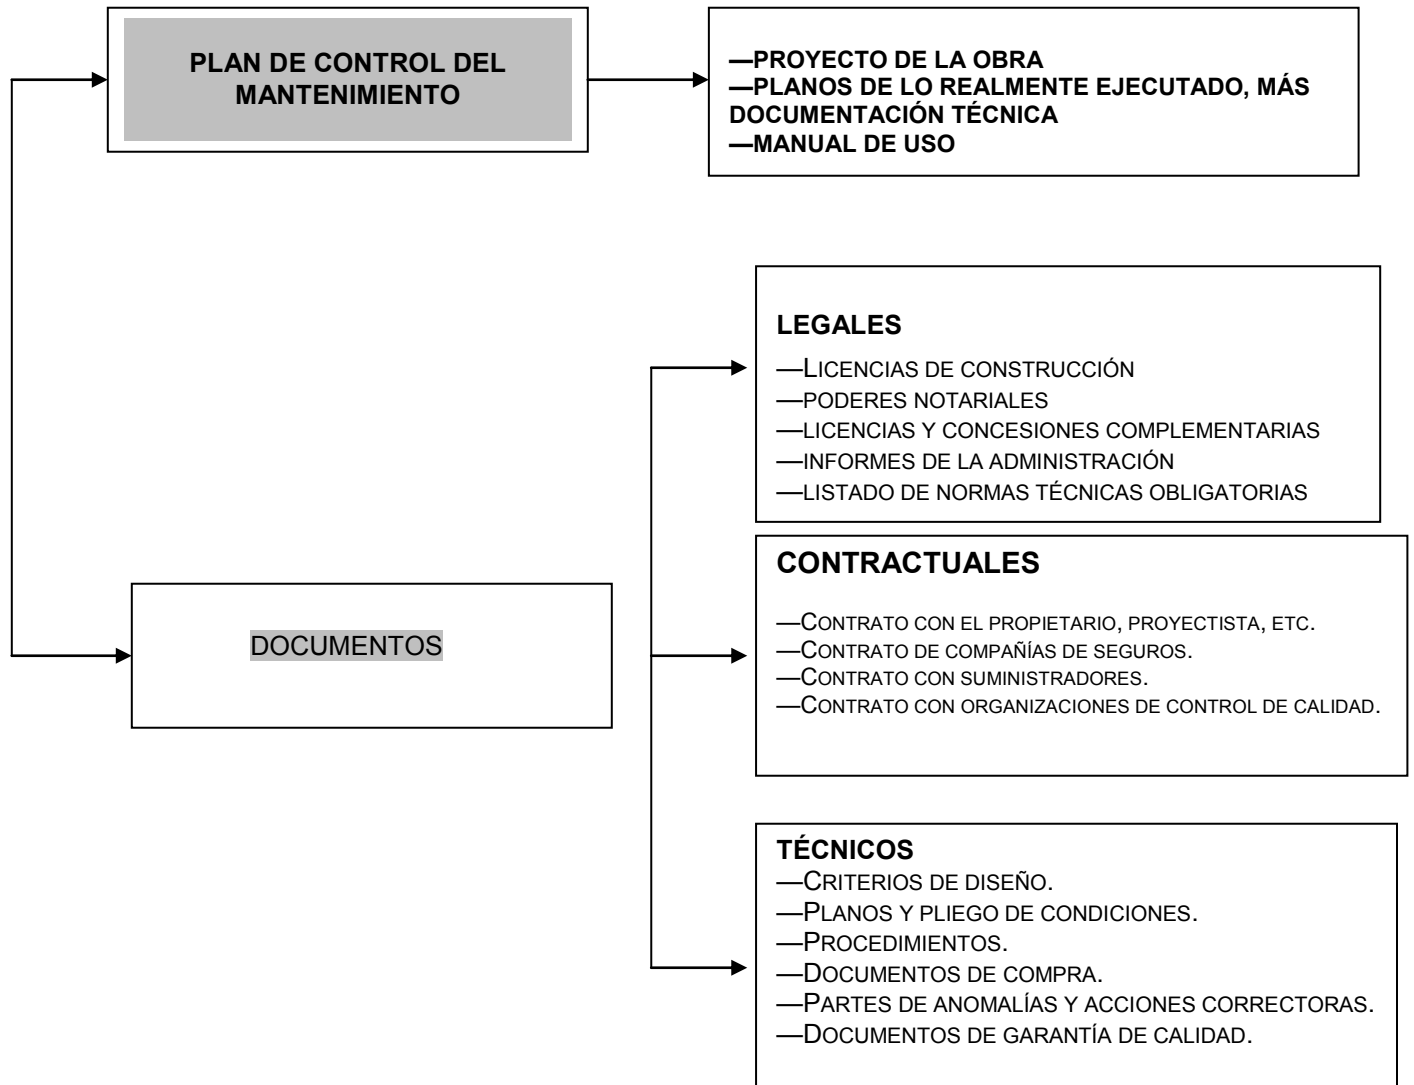 PLAN DE CONTROL DEL
MANTENIMIENTO
—PROYECTO DE LA OBRA
—PLANOS DE LO REALMENTE EJECUTADO, MÁS
DOCUMENTACIÓN TÉCNICA
—MANUAL DE USO
LEGALES
—LICENCIAS DE CONSTRUCCIÓN
—PODERES NOTARIALES
—LICENCIAS Y CONCESIONES COMPLEMENTARIAS
—INFORMES DE LA ADMINISTRACIÓN
—LISTADO DE NORMAS TÉCNICAS OBLIGATORIAS
DOCUMENTOS
CONTRACTUALES
—CONTRATO CON EL PROPIETARIO, PROYECTISTA, ETC.
—CONTRATO DE COMPAÑÍAS DE SEGUROS.
—CONTRATO CON SUMINISTRADORES.
—CONTRATO CON ORGANIZACIONES DE CONTROL DE CALIDAD.
TÉCNICOS
—CRITERIOS DE DISEÑO.
—PLANOS Y PLIEGO DE CONDICIONES.
—PROCEDIMIENTOS.
—DOCUMENTOS DE COMPRA.
—PARTES DE ANOMALÍAS Y ACCIONES CORRECTORAS.
—DOCUMENTOS DE GARANTÍA DE CALIDAD.